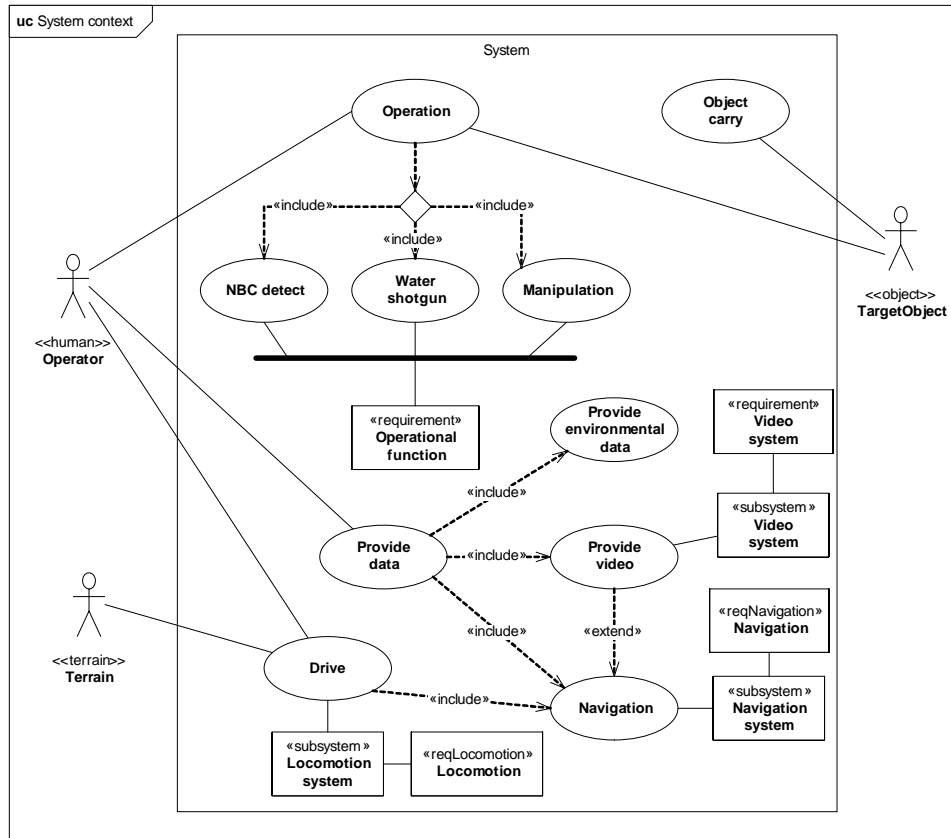 uc System context
System
Operation
Object
carry
«include»
«include»
«include»
NBC detect
Water
shotgun
Manipulation
<<human>>
Operator
<<object>>
TargetObject
«requirement»
Operational
function
Provide
environmental
data
«requirement»
Video
system
«include»
«subsystem »
Video
system
Provide
data
«include»
Provide
video
«include»
«extend»
«reqNavigation»
Navigation
<<terrain>>
Terrain
Drive
«include»
Navigation
«subsystem »
Navigation
system
«subsystem »
Locomotion
system
«reqLocomotion»
Locomotion